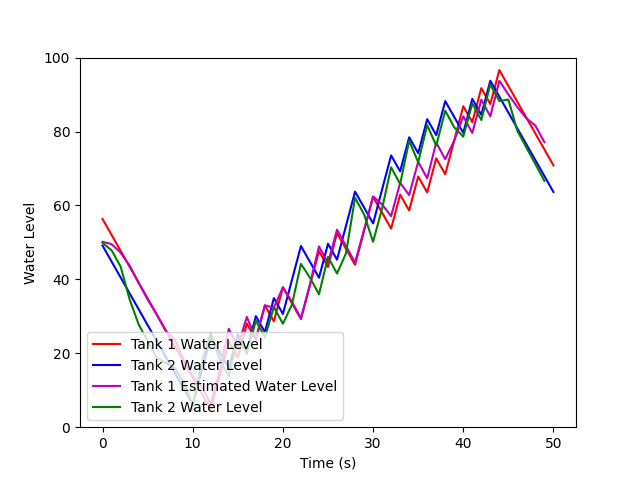 100
80
60
40
20
0
Water Level
Tank 1 Water Level
Tank 2 Water Level
Tank 1 Estimated Water Level
Tank 2 Water Level
0 10 20 30 40 50
Time (s)